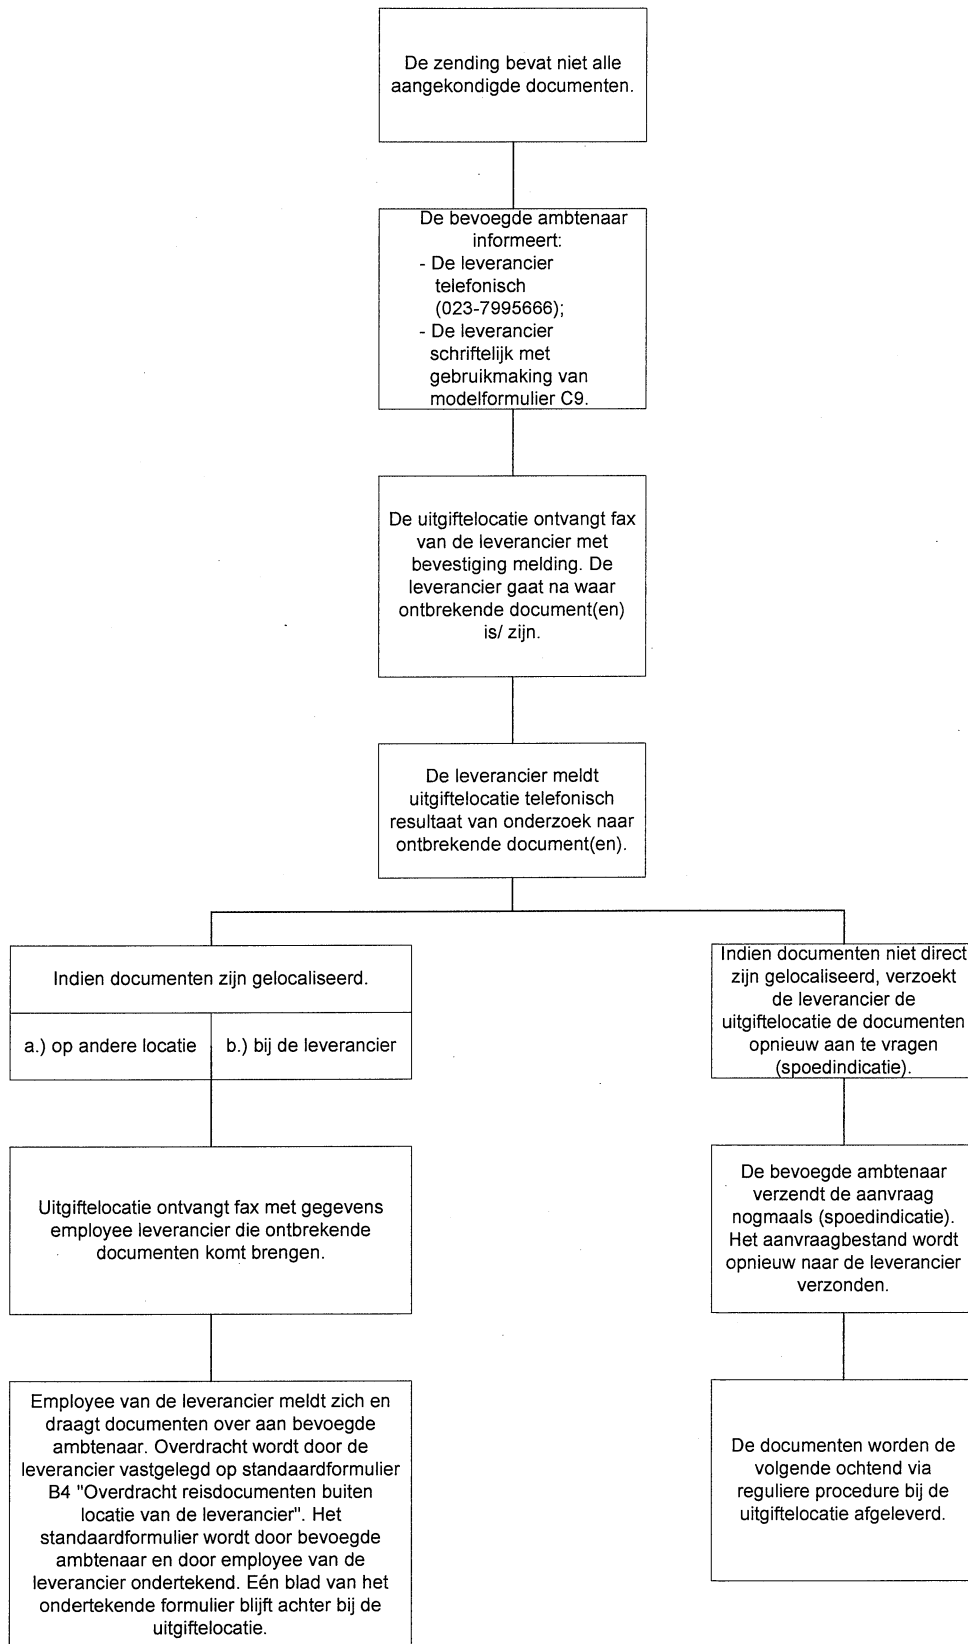 De zending bevat niet alle
aangekondigde documenten.
De bevoegde ambtenaar
informeert:
- De leverancier
telefonisch
(023-7995666);
- De leverancier
schriftelijk met
gebruikmaking van
modelformulier C9.
De uitgiftelocatie ontvangt fax
van de leverancier met
bevestiging melding. De
leverancier gaat na waar
ontbrekende document(en)
is/ zijn.
De leverancier meldt
uitgiftelocatie telefonisch
resultaat van onderzoek naar
ontbrekende document(en).
Indien documenten zijn gelocaliseerd.
a.) op andere locatie
b.) bij de leverancier
Uitgiftelocatie ontvangt fax met gegevens
employee leverancier die ontbrekende
documenten komt brengen.
Employee van de leverancier meldt zich en
draagt documenten over aan bevoegde
ambtenaar. Overdracht wordt door de
leverancier vastgelegd op standaardformulier
B4 "Overdracht reisdocumenten buiten
locatie van de leverancier". Het
standaardformulier wordt door bevoegde
ambtenaar en door employee van de
leverancier ondertekend. Eén blad van het
ondertekende formulier blijft achter bij de
uitgiftelocatie.
Indien documenten niet direct
zijn gelocaliseerd, verzoekt
de leverancier de
uitgiftelocatie de documenten
opnieuw aan te vragen
(spoedindicatie).
De bevoegde ambtenaar
verzendt de aanvraag
nogmaals (spoedindicatie).
Het aanvraagbestand wordt
opnieuw naar de leverancier
verzonden.
De documenten worden de
volgende ochtend via
reguliere procedure bij de
uitgiftelocatie afgeleverd.